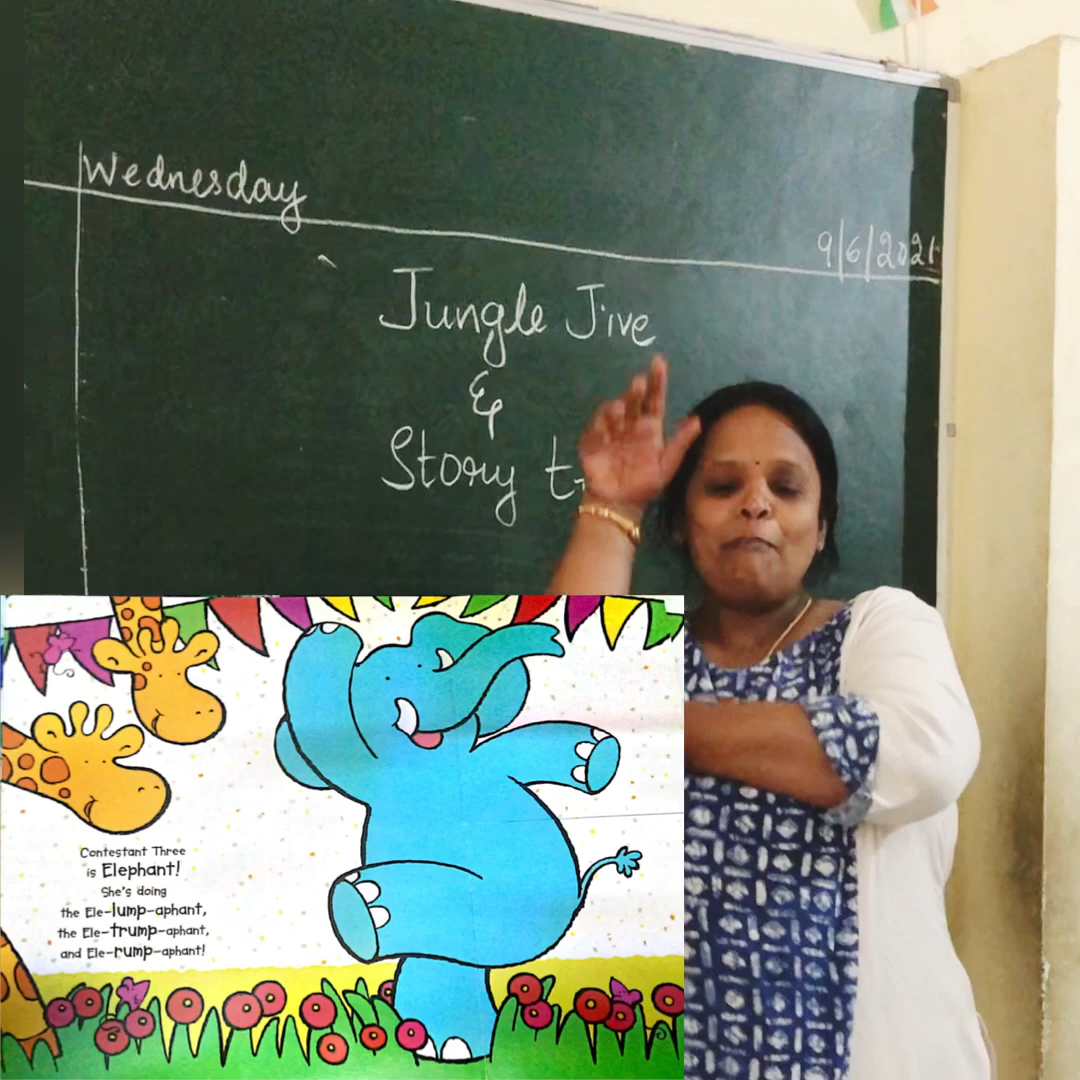 Wednesday
9/6/2021
Jungle Jive
&
Story
Contestant Three
is Elephant!
She's doing
the Ele-lump-aphant,
the Ele-trump-aphant,
and Ele-rump-aphant!